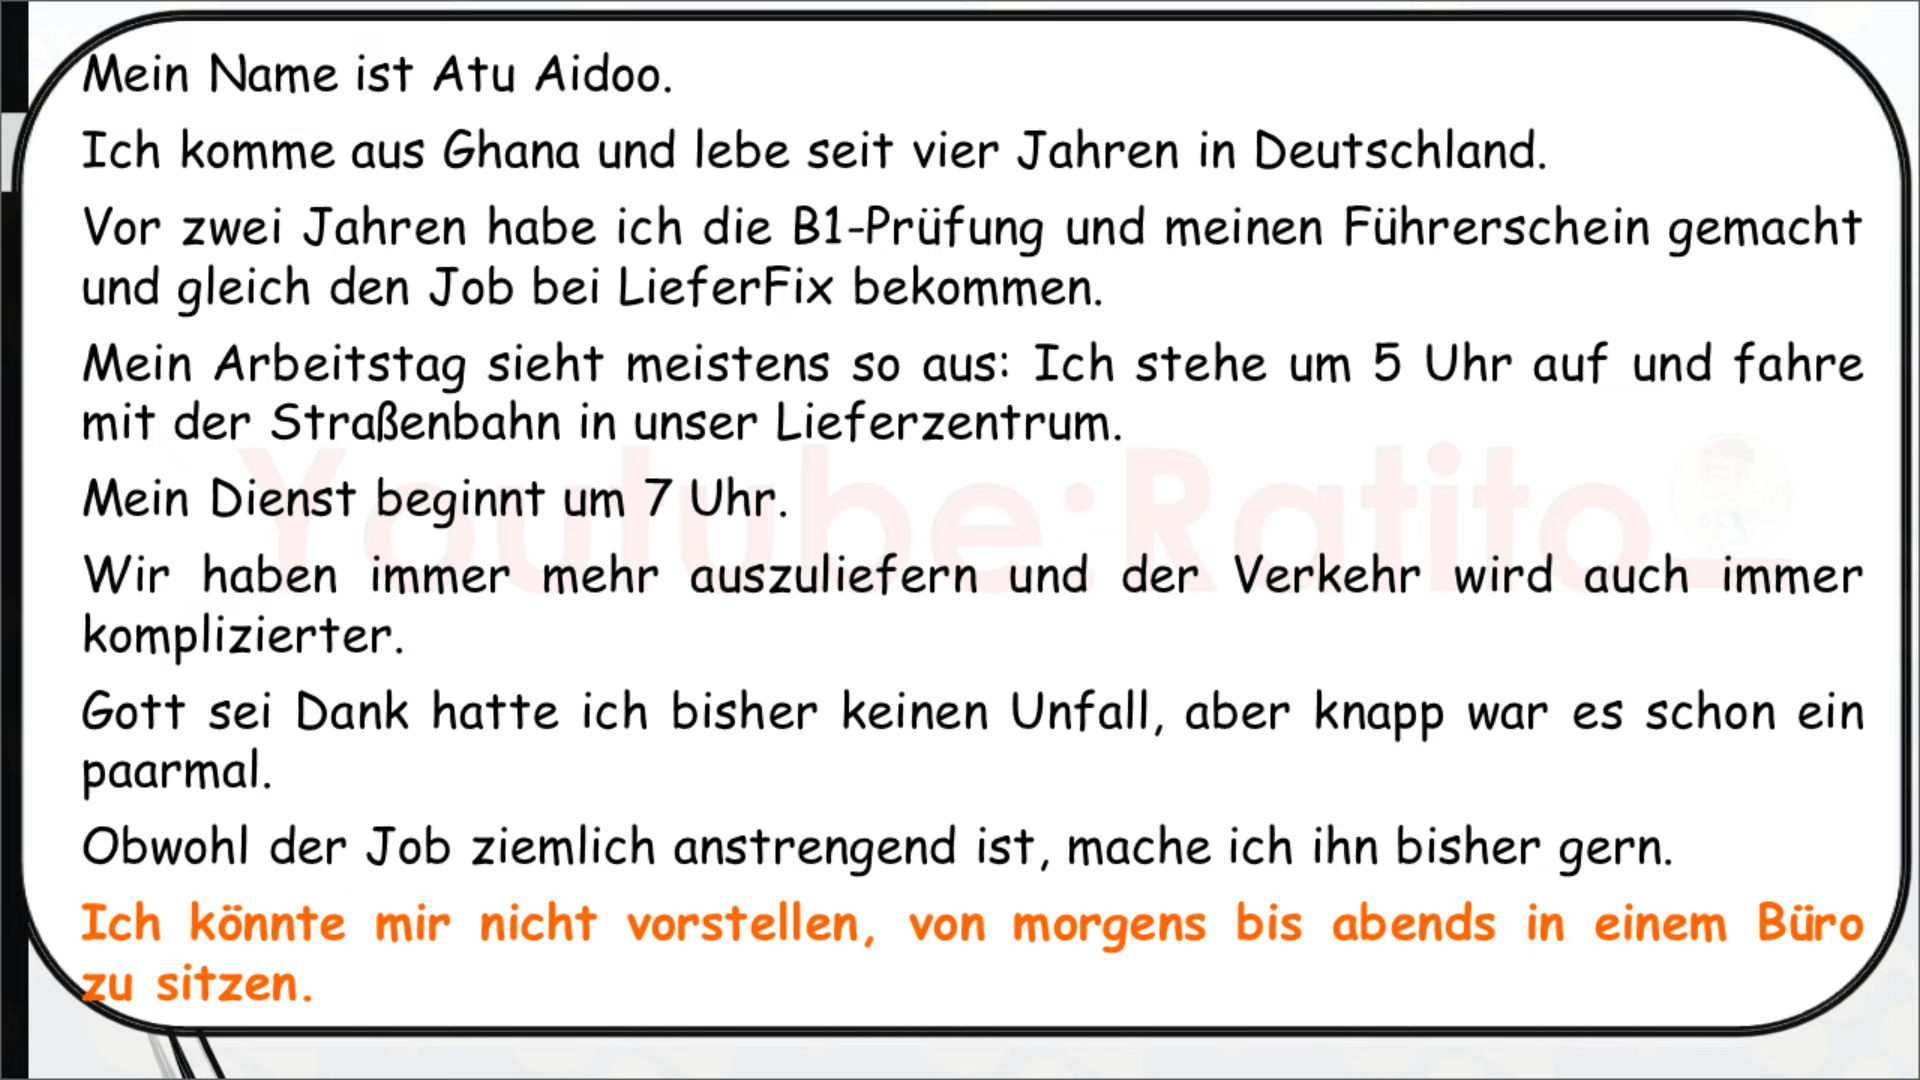 Mein Name ist Atu Aidoo.
Ich komme aus Ghana und lebe seit vier Jahren in Deutschland.
Vor zwei Jahren habe ich die B1-Prüfung und meinen Führerschein gemacht
und gleich den Job bei LieferFix bekommen.
Mein Arbeitstag sieht meistens so aus: Ich stehe um 5 Uhr auf und fahre
mit der Straßenbahn in unser Lieferzentrum.
Mein Dienst beginnt um 7 Uhr.
Youtube:Ratito
Wir haben immer mehr auszuliefern und der Verkehr wird auch immer
komplizierter.
Gott sei Dank hatte ich bisher keinen Unfall, aber knapp war es schon ein
paarmal.
Obwohl der Job ziemlich anstrengend ist, mache ich ihn bisher gern.
Ich könnte mir nicht vorstellen, von morgens bis abends in einem Büro
zu sitzen.